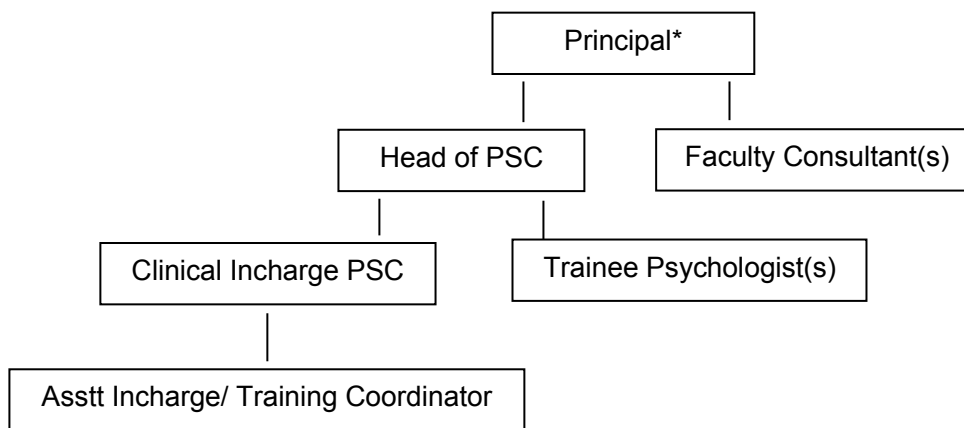 Principal*
Head of PSC
Faculty Consultant(s)
Clinical Incharge PSC
Trainee Psychologist(s)
Asstt Incharge/ Training Coordinator